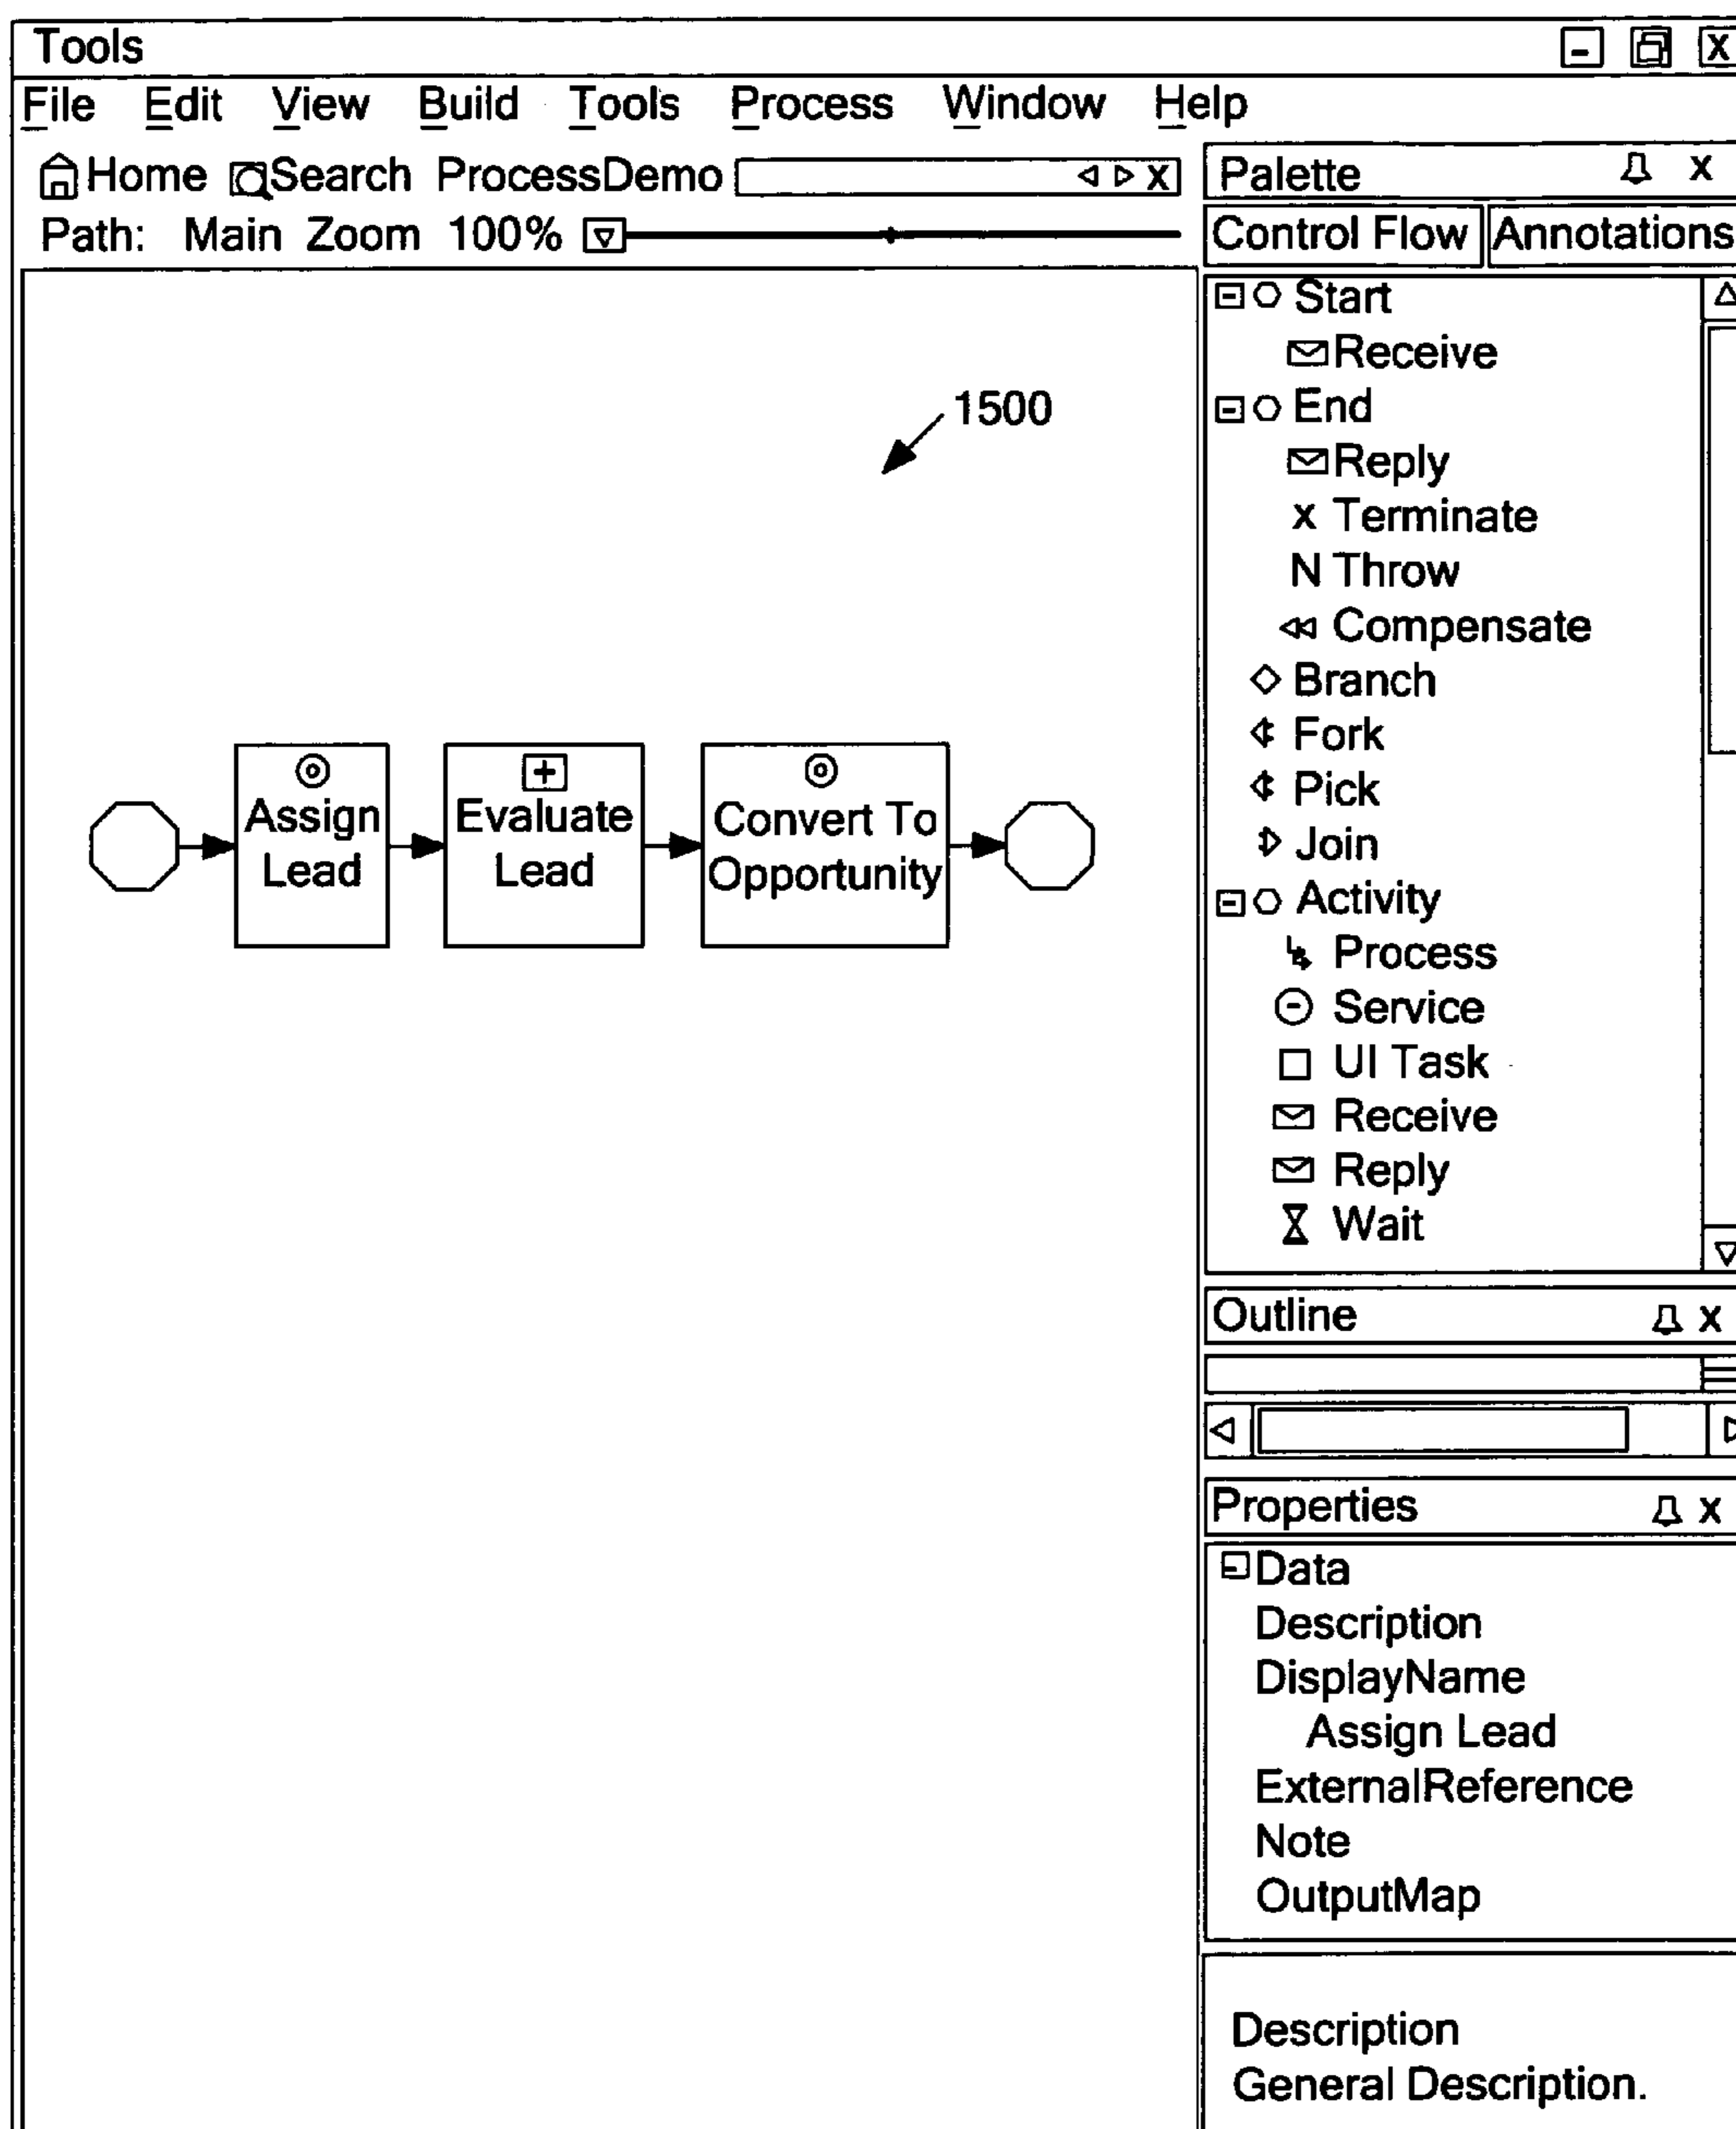 Tools
File Edit View Build Tools Process Window Help
Home Search ProcessDemo
Path: Main Zoom 100%
1500
Assign
Lead
Evaluate
Lead
Convert To
Opportunity
Palette
Control Flow Annotations
Start
Receive
End
Reply
X Terminate
N Throw
Compensate
Branch
Fork
Pick
Join
Activity
Process
Service
UI Task
Receive
Reply
Wait
Outline
Properties
Data
Description
DisplayName
Assign Lead
ExternalReference
Note
OutputMap
Description
General Description.